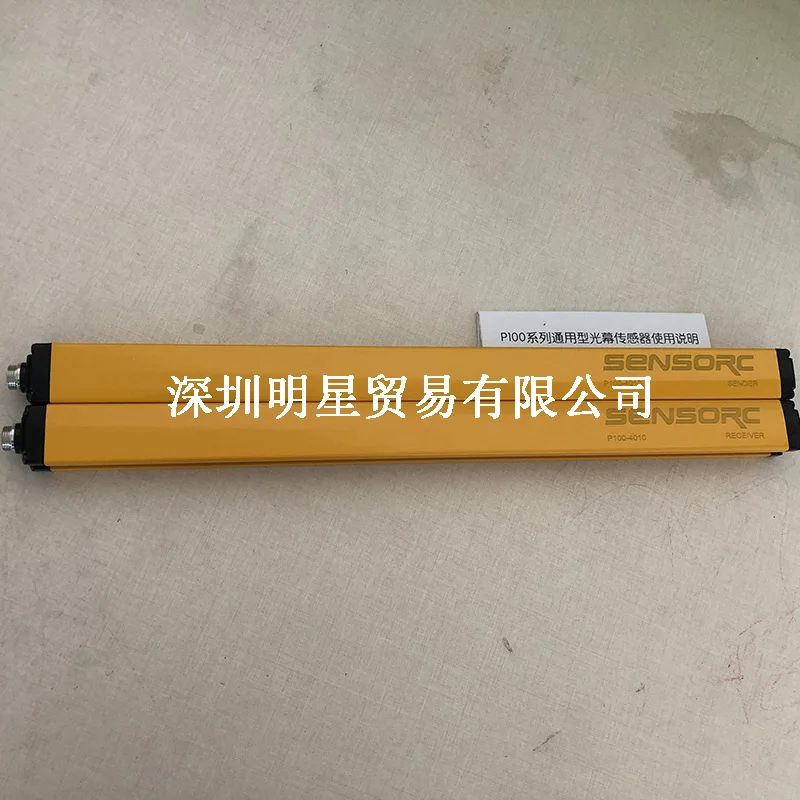 P100系列通用型光幕传感器使用说明
SENSORC
SENDER
深圳明星贸易有限公司
SENSORC
P100-4010
RECEIVER